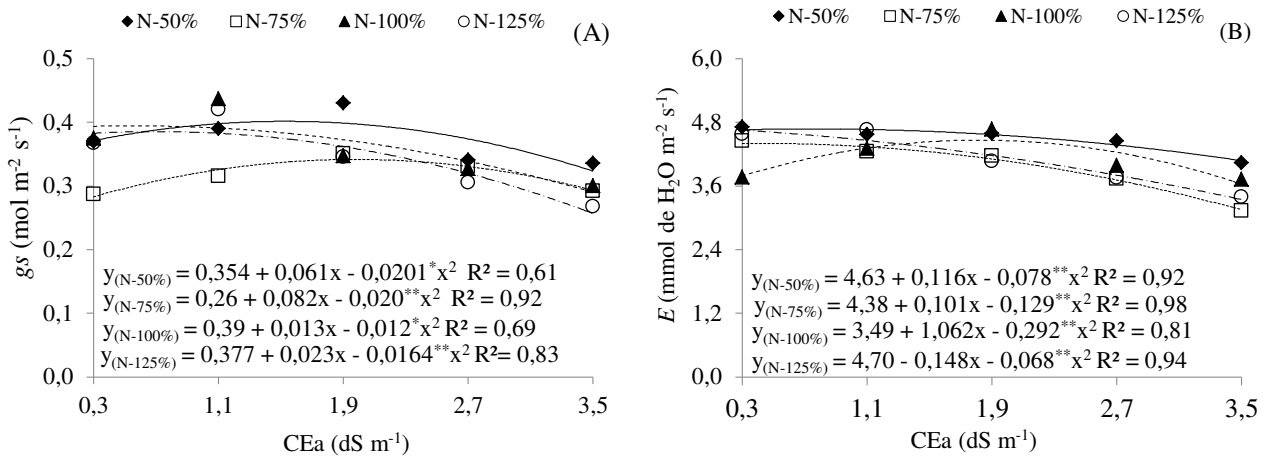 N-50% N-75% N-100% N-125%
(A)
gs (mol m⁻² s⁻¹)
0,5
0,4
0,3
0,2
0,1
0,0
y(N-50%) = 0,354 + 0,061x - 0,0201*x² R² = 0,61
y(N-75%) = 0,26 + 0,082x - 0,020**x² R² = 0,92
y(N-100%) = 0,39 + 0,013x - 0,012*x² R² = 0,69
y(N-125%) = 0,377 + 0,023x - 0,0164**x² R²= 0,83
0,3 1,1 1,9 2,7 3,5
CEa (dS m⁻¹)
N-50% N-75% N-100% N-125%
(B)
E (mmol de H₂O m⁻² s⁻¹)
6,0
4,8
3,6
2,4
1,2
0,0
y(N-50%) = 4,63 + 0,116x - 0,078**x² R² = 0,92
y(N-75%) = 4,38 + 0,101x - 0,129**x² R² = 0,98
y(N-100%) = 3,49 + 1,062x - 0,292**x² R² = 0,81
y(N-125%) = 4,70 - 0,148x - 0,068**x² R² = 0,94
0,3 1,1 1,9 2,7 3,5
CEa (dS m⁻¹)